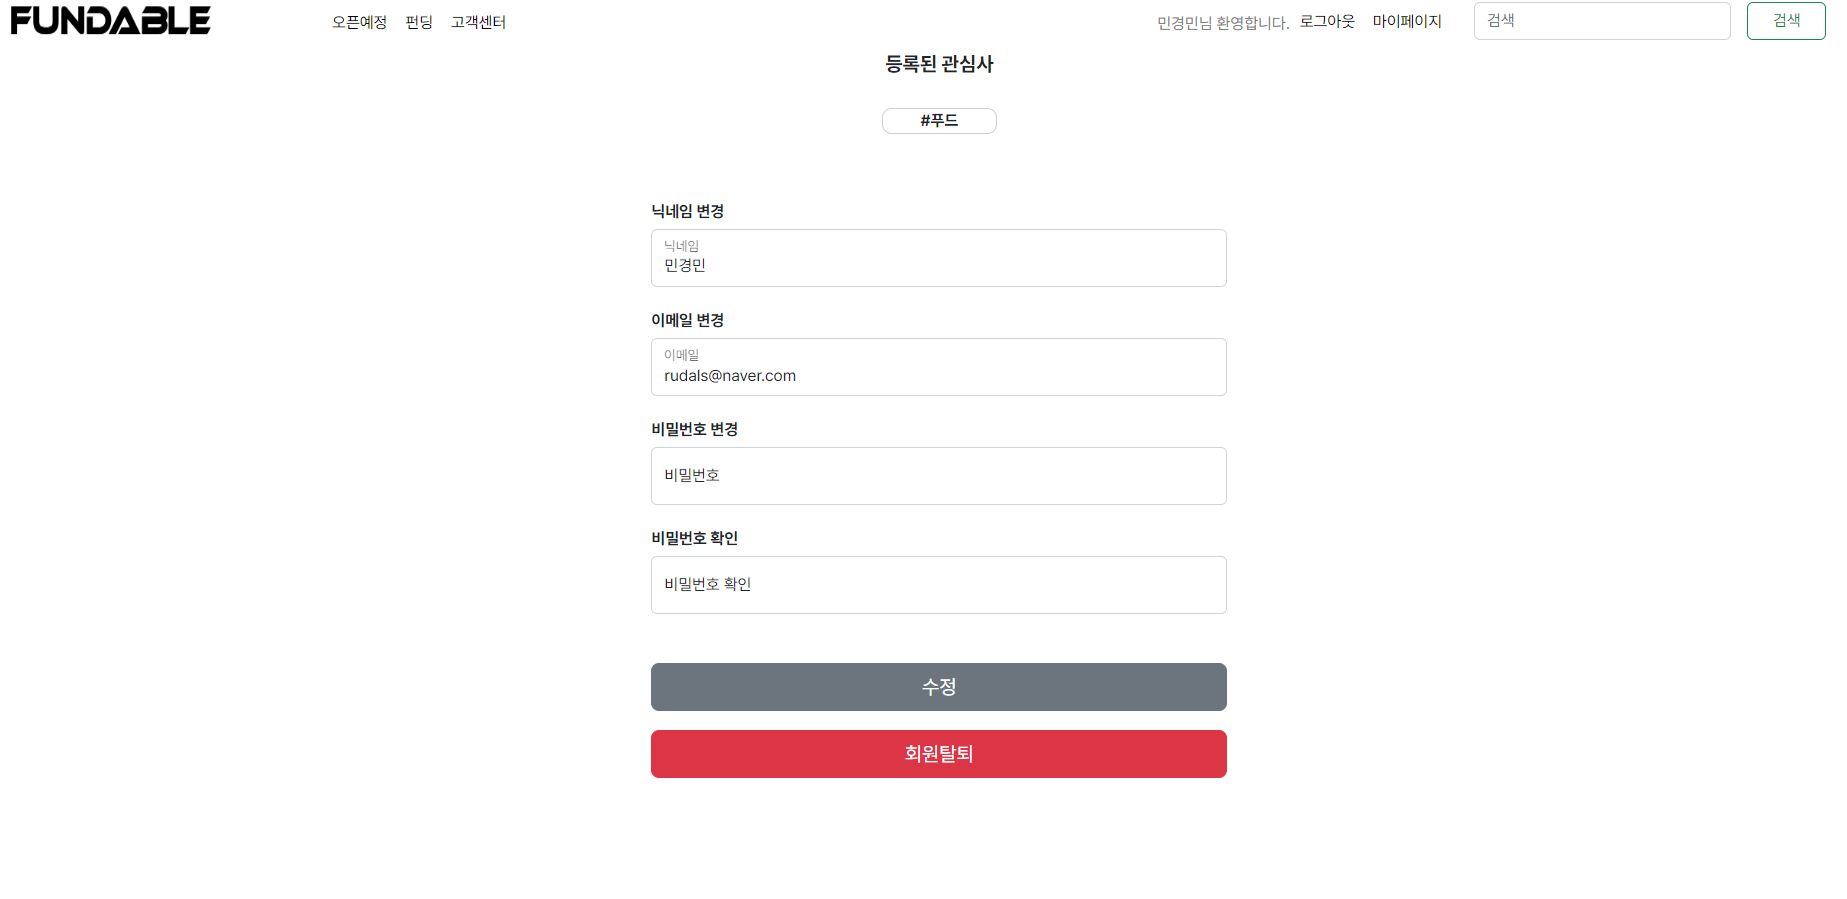 FUNDABLE 오픈예정 펀딩 고객센터 민경민님 환영합니다. 로그아웃 마이페이지 검색 검색
등록된 관심사
#푸드
닉네임 변경
닉네임
민경민
이메일 변경
이메일
rudals@naver.com
비밀번호 변경
비밀번호
비밀번호 확인
비밀번호 확인
수정
회원탈퇴